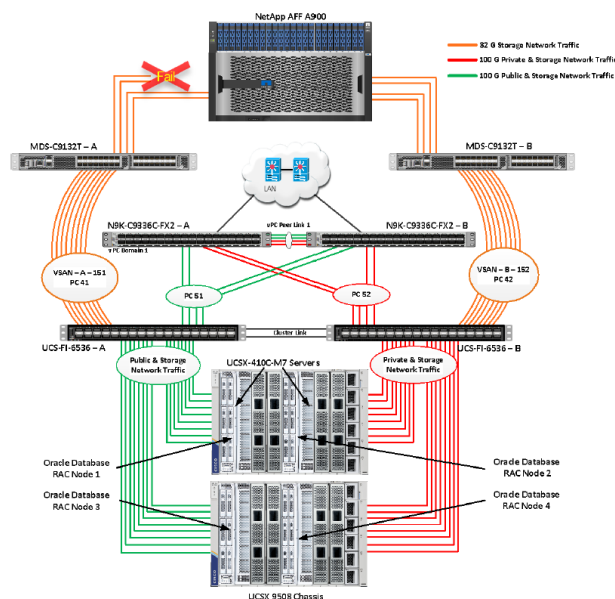 NetApp AFF A900
32 G Storage Network Traffic
100 G Private & Storage Network Traffic
100 G Public & Storage Network Traffic
Fail
MDS-C9132T – A
MDS-C9132T – B
LAN
N9K-C9336C-FX2 – A
vPC Peer Link 1
N9K-C9336C-FX2 – B
vPC Domain 1
VSAN – A – 151
PC 41
VSAN – B – 152
PC 42
PC 51
PC 52
UCS-FI-6536 – A
Cluster Link
UCS-FI-6536 – B
Public & Storage
Network Traffic
UCSX-410C-M7 Servers
Private & Storage
Network Traffic
Oracle Database
RAC Node 1
Oracle Database
RAC Node 2
Oracle Database
RAC Node 3
Oracle Database
RAC Node 4
UCSX 9508 Chassis